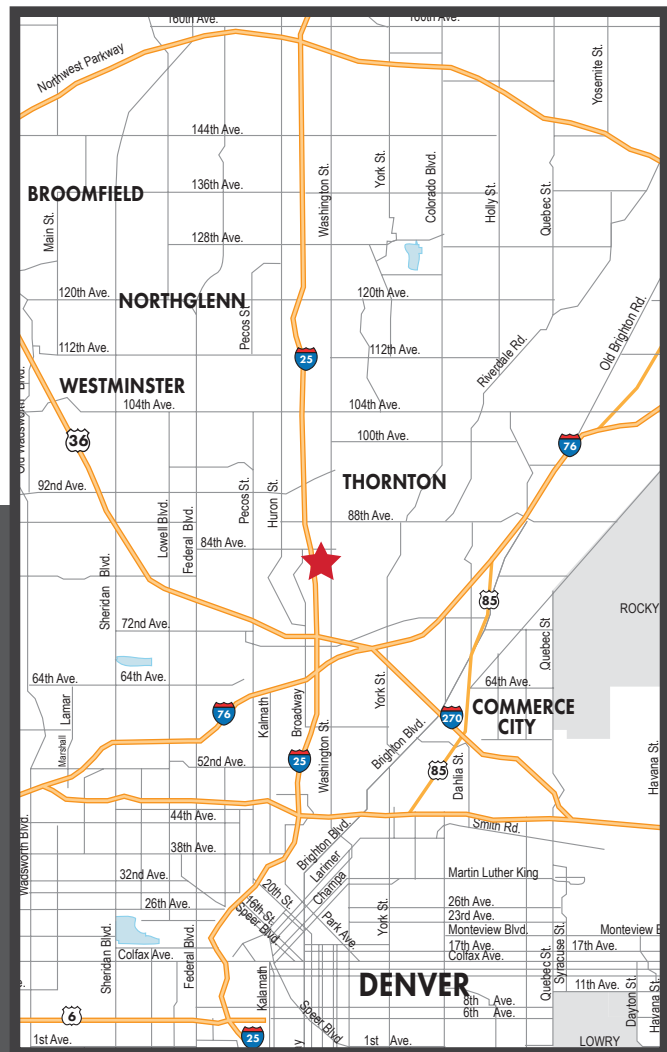 160th Ave.
160th Ave.
Northwest Parkway
Yosemite St.
144th Ave.
BROOMFIELD
136th Ave.
Washington St.
York St.
Colorado Blvd.
Holly St.
Quebec St.
Main St.
128th Ave.
120th Ave.
NORTHGLENN
120th Ave.
Pecos St.
Old Brighton Rd.
Riverdale Rd.
112th Ave.
25
112th Ave.
WESTMINSTER
104th Ave.
104th Ave.
Old Wadsworth Blvd.
36
100th Ave.
76
92nd Ave.
Pecos St.
Huron St.
THORNTON
Lowell Blvd.
Federal Blvd.
88th Ave.
84th Ave.
Sheridan Blvd.
85
ROCKY
72nd Ave.
Quebec St
64th Ave.
64th Ave.
64th Ave.
Lamar
Marshall
76
Kalmath
Broadway
York St.
270
COMMERCE
CITY
Washington St.
Brighton Blvd.
52nd Ave.
25
85
Dahlia St.
Havana St.
44th Ave.
Smith Rd.
Wadsworth Blvd.
38th Ave.
Brighton Blvd.
Larimer
Champa
32nd Ave.
Martin Luther King
20th St.
16th St.
Speer Blvd.
26th Ave.
Park Ave.
York St.
26th Ave.
23rd Ave.
Monteview Blvd.
Monteview B
Sheridan Blvd.
Colfax Ave.
Federal Blvd.
17th Ave.
Colfax Ave.
Quebec St.
Syracuse St.
17th Ave.
Kalamath
DENVER
11th Ave.
8th Ave.
6th Ave.
Dayton St.
Havana St.
6
Speer Blvd.
1st Ave.
25
1st Ave.
LOWRY